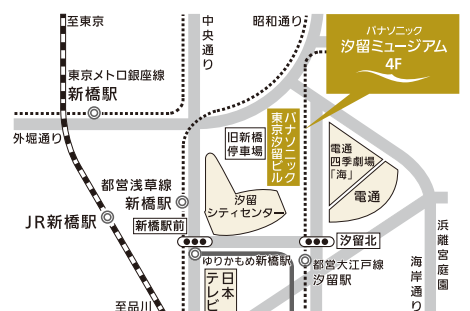 至東京
中央通り
昭和通り
パナソニック
汐留ミュージアム
4F
東京メトロ銀座線
新橋駅
外堀通り
旧新橋
停車場
パナソニック
東京汐留ビル
電通
四季劇場
「海」
電通
都営浅草線
新橋駅
汐留
シティセンター
JR新橋駅
新橋駅前
汐留北
浜離宮庭園
ゆりかもめ新橋駅
都営大江戸線
汐留駅
海岸通り
日本
テレビ
至品川